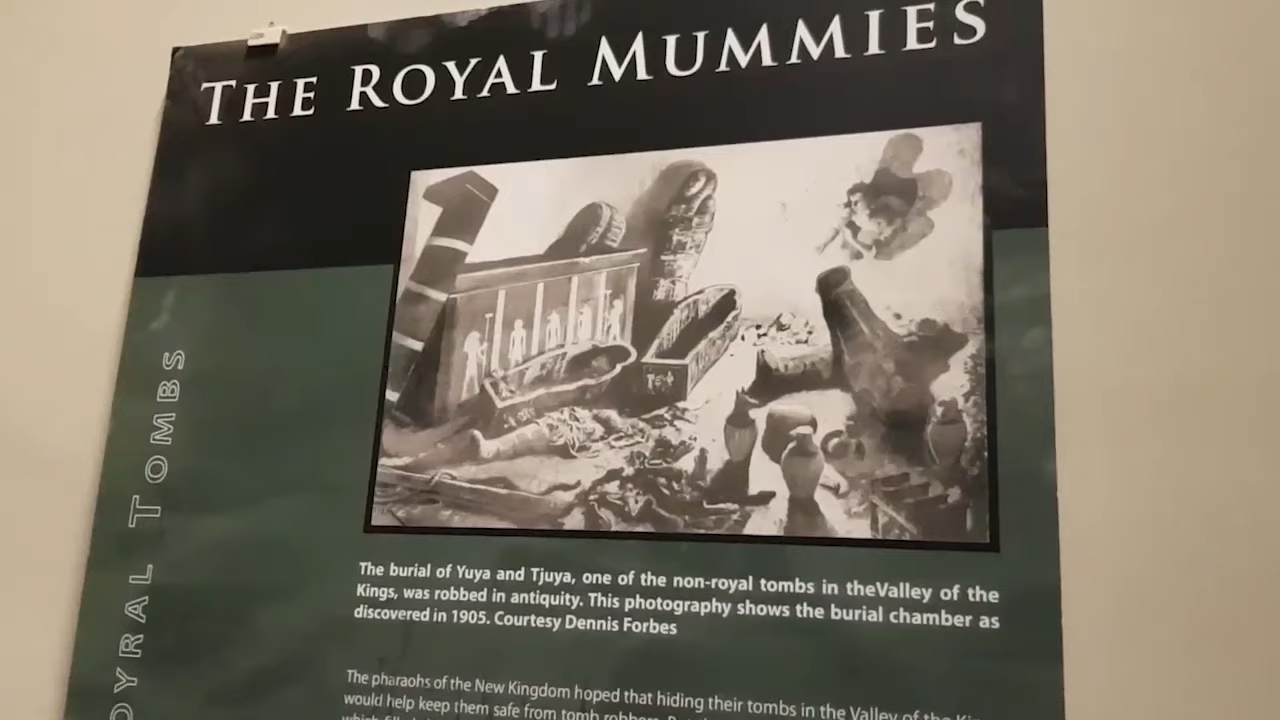 THE ROYAL MUMMIES
The burial of Yuya and Tjuya, one of the non-royal tombs in theValley of the
Kings, was robbed in antiquity. This photography shows the burial chamber as
discovered in 1905. Courtesy Dennis Forbes
The pharaohs of the New Kingdom hoped that hiding their tombs in the Valley of the
would help keep them safe from tomb robbers.
which
OYRAL TOMBS